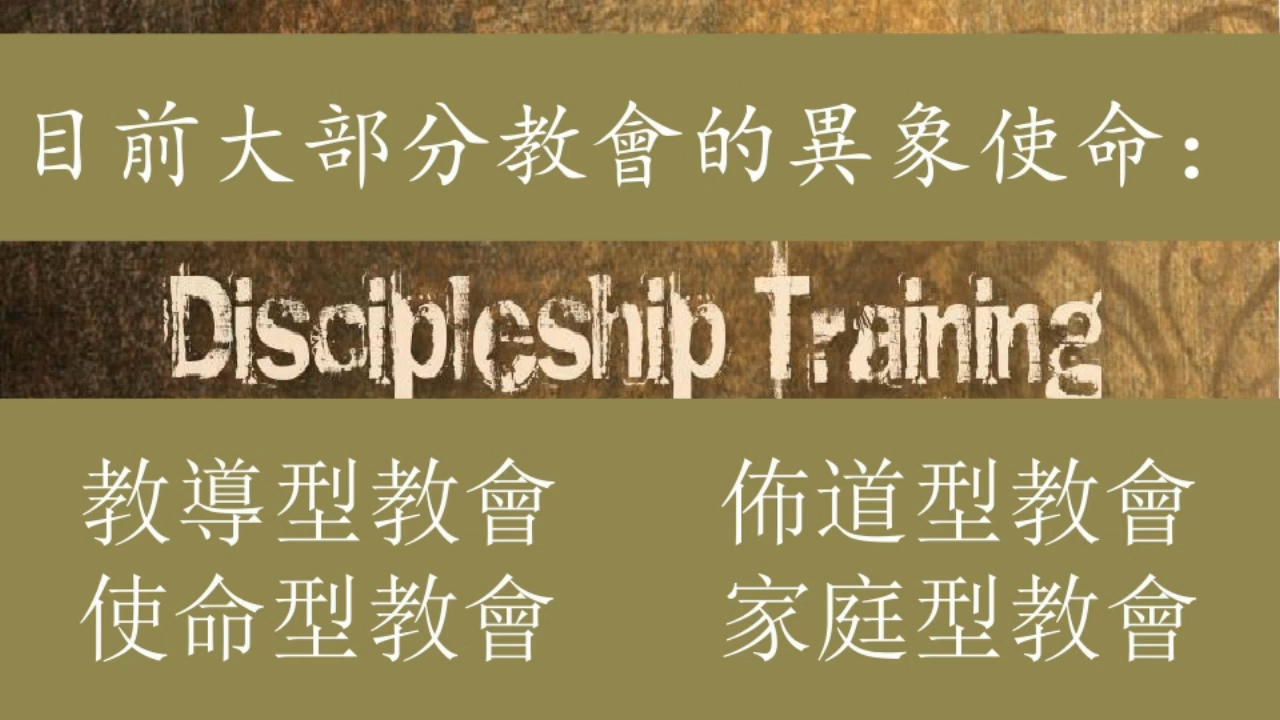 目前大部分教會的異象使命：
Discipleship Training
教導型教會 佈道型教會
使命型教會 家庭型教會